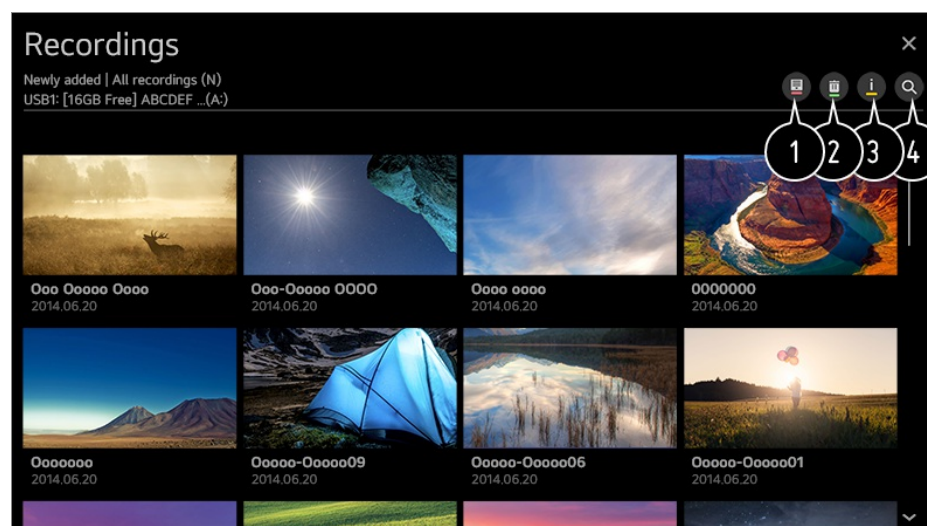 Recordings
Newly added | All recordings (N)
USB1: [16GB Free] ABCDEF ...(A:)
1 2 3 4
Ooo Ooooo Oooo
2014.06.20
Ooo-Ooooo OOOO
2014.06.20
Oooo oooo
2014.06.20
OOOOOOO
2014.06.20
Ooooooo
2014.06.20
Ooooo-Ooooo09
2014.06.20
Ooooo-Ooooo06
2014.06.20
Ooooo-Ooooo01
2014.06.20